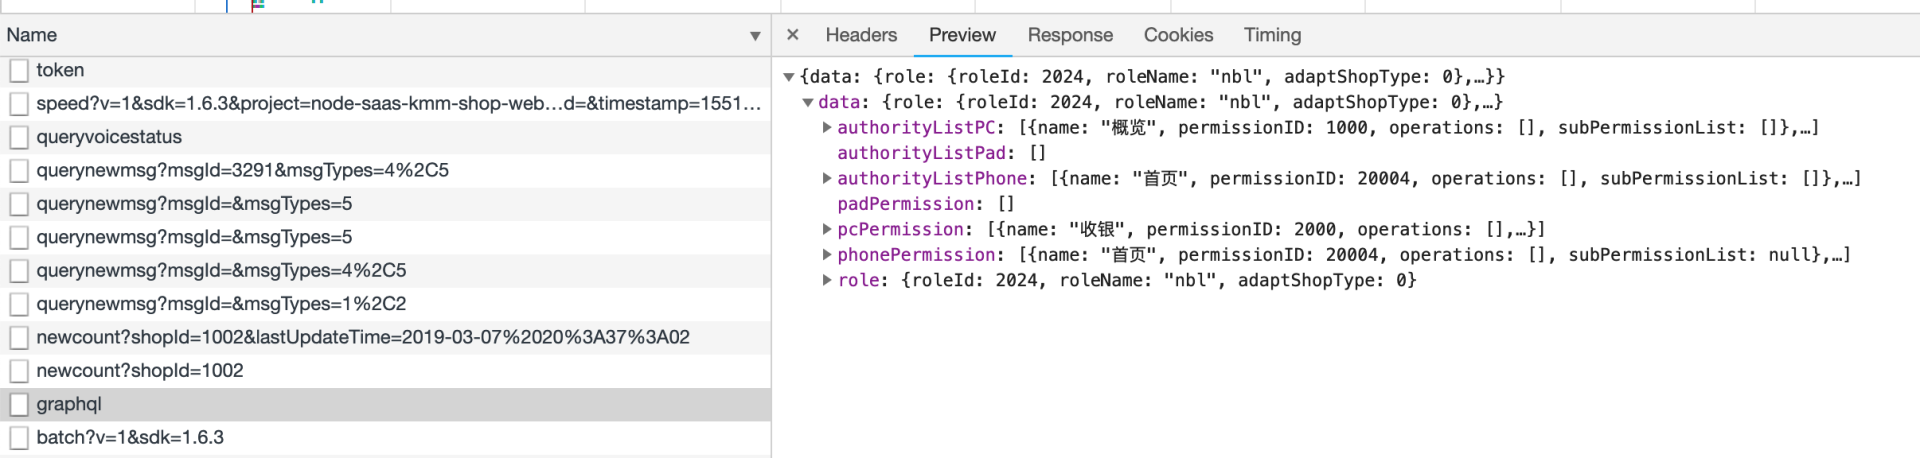 Name
token
speed?v=1&sdk=1.6.3&project=node-saas-kmm-shop-web...d=&timestamp=1551...
queryvoicestatus
querynewmsg?msgId=3291&msgTypes=4%2C5
querynewmsg?msgId=&msgTypes=5
querynewmsg?msgId=&msgTypes=5
querynewmsg?msgId=&msgTypes=4%2C5
querynewmsg?msgId=&msgTypes=1%2C2
newcount?shopId=1002&lastUpdateTime=2019-03-07%2020%3A37%3A02
newcount?shopId=1002
graphql
batch?v=1&sdk=1.6.3
Headers Preview Response Cookies Timing
{data: {role: {roleId: 2024, roleName: "nbl", adaptShopType: 0},…}}
data: {role: {roleId: 2024, roleName: "nbl", adaptShopType: 0},…}
authorityListPC: [{name: "概览", permissionID: 1000, operations: [], subPermissionList: []},…]
authorityListPad: []
authorityListPhone: [{name: "首页", permissionID: 20004, operations: [], subPermissionList: []},…]
padPermission: []
pcPermission: [{name: "收银", permissionID: 2000, operations: [],…}]
phonePermission: [{name: "首页", permissionID: 20004, operations: [], subPermissionList: null},…]
role: {roleId: 2024, roleName: "nbl", adaptShopType: 0}